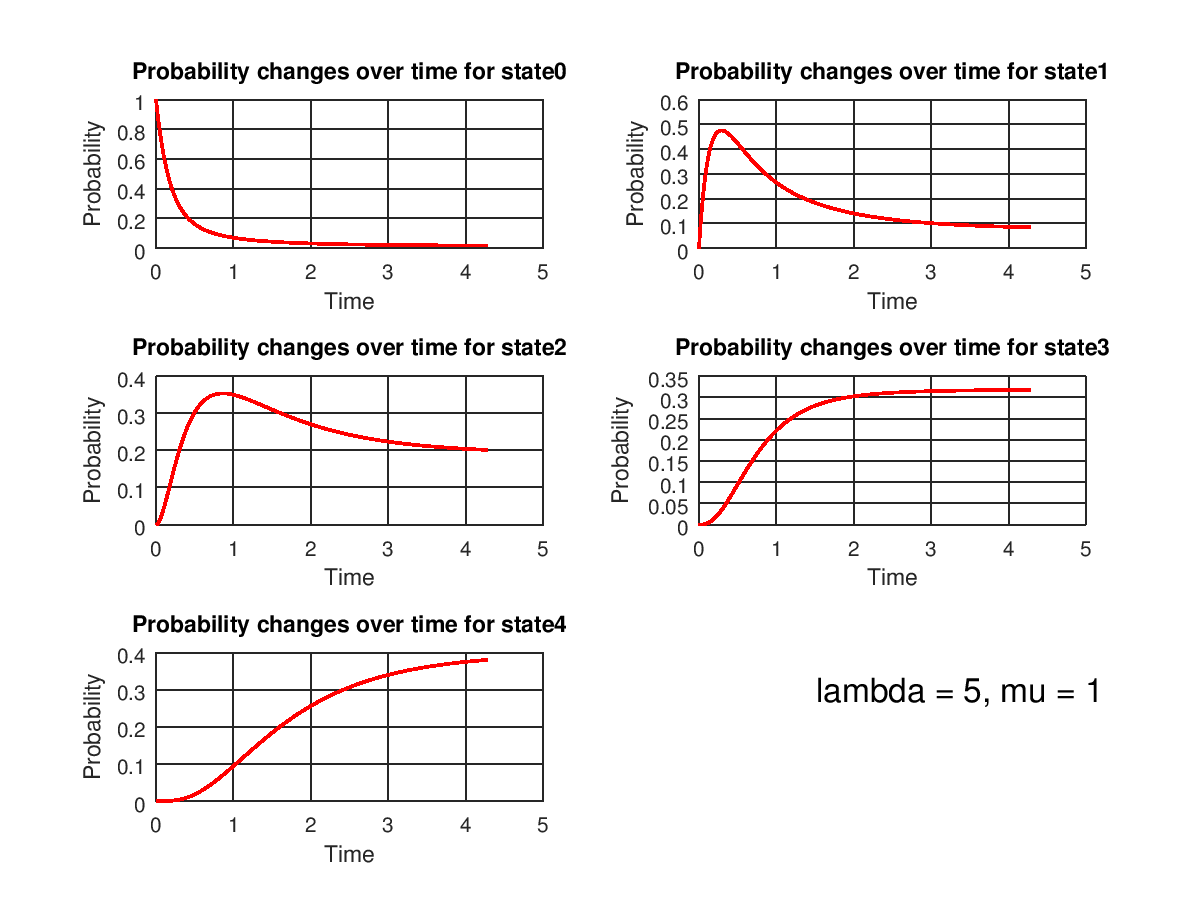 Probability changes over time for state0
Probability
1
0.8
0.6
0.4
0.2
0
0 1 2 3 4 5
Time
Probability changes over time for state1
Probability
0.6
0.5
0.4
0.3
0.2
0.1
0
0 1 2 3 4 5
Time
Probability changes over time for state2
Probability
0.4
0.3
0.2
0.1
0
0 1 2 3 4 5
Time
Probability changes over time for state3
Probability
0.35
0.3
0.25
0.2
0.15
0.1
0.05
0
0 1 2 3 4 5
Time
Probability changes over time for state4
Probability
0.4
0.3
0.2
0.1
0
0 1 2 3 4 5
Time
lambda = 5, mu = 1